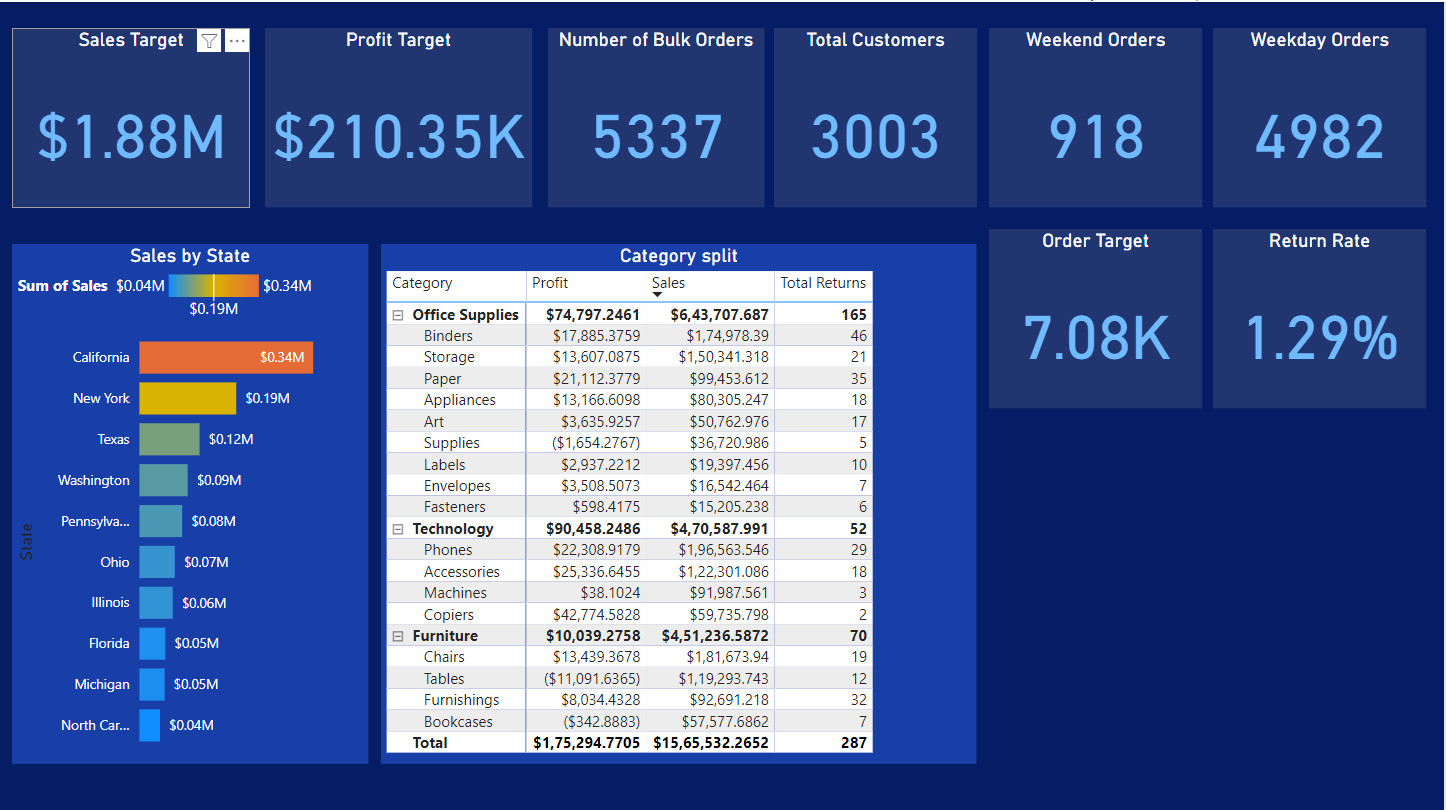 Sales Target
$1.88M
Profit Target
$210.35K
Number of Bulk Orders
5337
Total Customers
3003
Weekend Orders
918
Weekday Orders
4982
Order Target
7.08K
Return Rate
1.29%
Sales by State
Sum of Sales $0.04M $0.34M
$0.19M
State
California $0.34M
New York $0.19M
Texas $0.12M
Washington $0.09M
Pennsylva... $0.08M
Ohio $0.07M
Illinois $0.06M
Florida $0.05M
Michigan $0.05M
North Car... $0.04M
Category split
Category Profit Sales Total Returns
Office Supplies $74,797.2461 $6,43,707.687 165
Binders $17,885.3759 $1,74,978.39 46
Storage $13,607.0875 $1,50,341.318 21
Paper $21,112.3779 $99,453.612 35
Appliances $13,166.6098 $80,305.247 18
Art $3,635.9257 $50,762.976 17
Supplies ($1,654.2767) $36,720.986 5
Labels $2,937.2212 $19,397.456 10
Envelopes $3,508.5073 $16,542.464 7
Fasteners $598.4175 $15,205.238 6
Technology $90,458.2486 $4,70,587.991 52
Phones $22,308.9179 $1,96,563.546 29
Accessories $25,336.6455 $1,22,301.086 18
Machines $38.1024 $91,987.561 3
Copiers $42,774.5828 $59,735.798 2
Furniture $10,039.2758 $4,51,236.5872 70
Chairs $13,439.3678 $1,81,673.94 19
Tables ($11,091.6365) $1,19,293.743 12
Furnishings $8,034.4328 $92,691.218 32
Bookcases ($342.8883) $57,577.6862 7
Total $1,75,294.7705 $15,65,532.2652 287